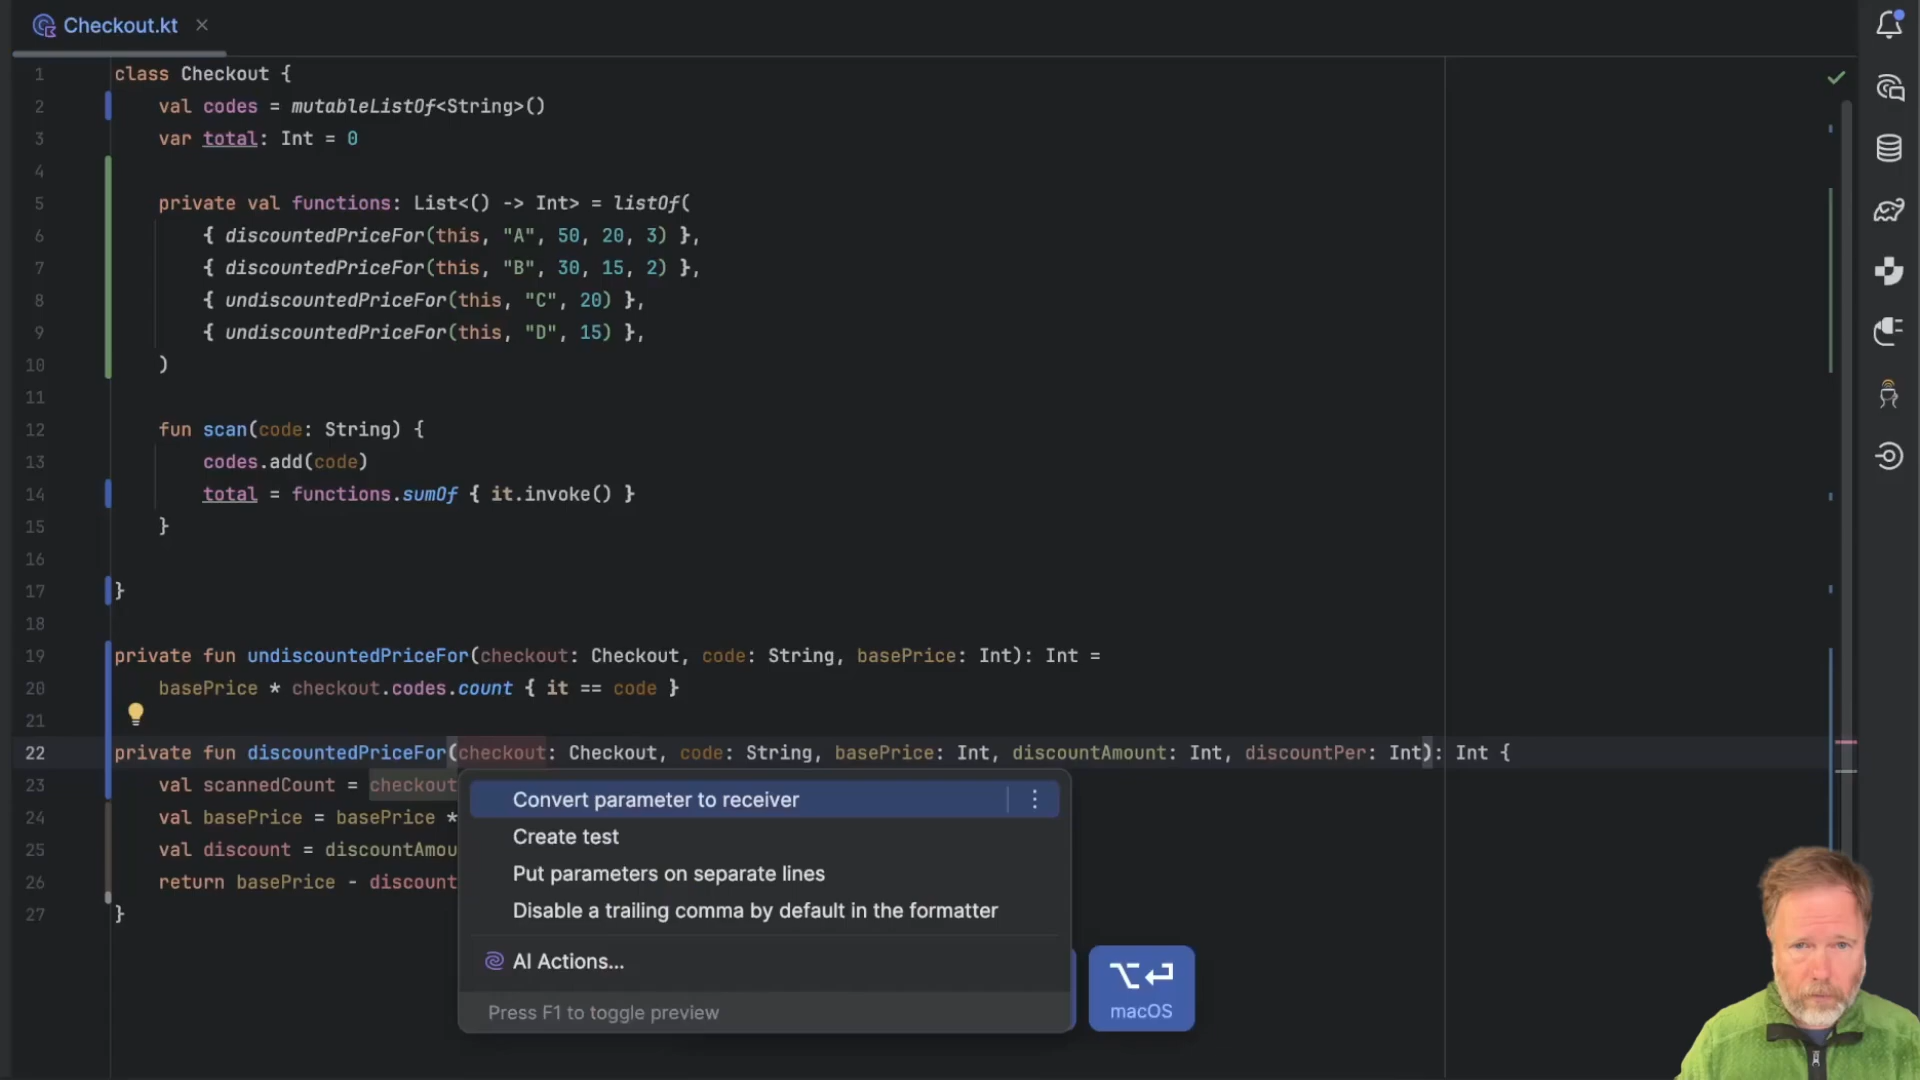 Checkout.kt
1 class Checkout {
2 val codes = mutableListOf<String>()
3 var total: Int = 0
4
5 private val functions: List<() -> Int> = listOf(
6 { discountedPriceFor(this, "A", 50, 20, 3) },
7 { discountedPriceFor(this, "B", 30, 15, 2) },
8 { undiscountedPriceFor(this, "C", 20) },
9 { undiscountedPriceFor(this, "D", 15) },
10 )
11
12 fun scan(code: String) {
13 codes.add(code)
14 total = functions.sumOf { it.invoke() }
15 }
16
17 }
18
19 private fun undiscountedPriceFor(checkout: Checkout, code: String, basePrice: Int): Int =
20 basePrice * checkout.codes.count { it == code }
21
22 private fun discountedPriceFor(checkout: Checkout, code: String, basePrice: Int, discountAmount: Int, discountPer: Int): Int {
23 val scannedCount = checkout
24 val basePrice = basePrice *
25 val discount = discountAmou
26 return basePrice - discount
27 }
Convert parameter to receiver
Create test
Put parameters on separate lines
Disable a trailing comma by default in the formatter
AI Actions...
Press F1 to toggle preview
⌥⏎
macOS